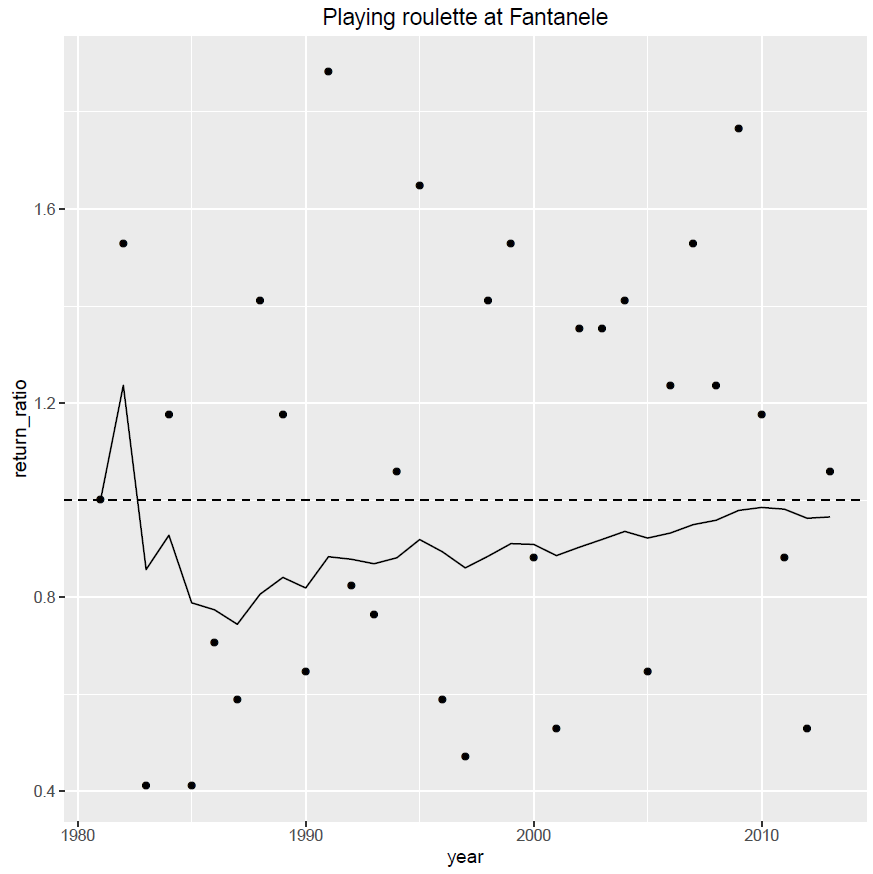 Playing roulette at Fantanele
return_ratio
1.6
1.2
0.8
0.4
1980 1990 2000 2010
year